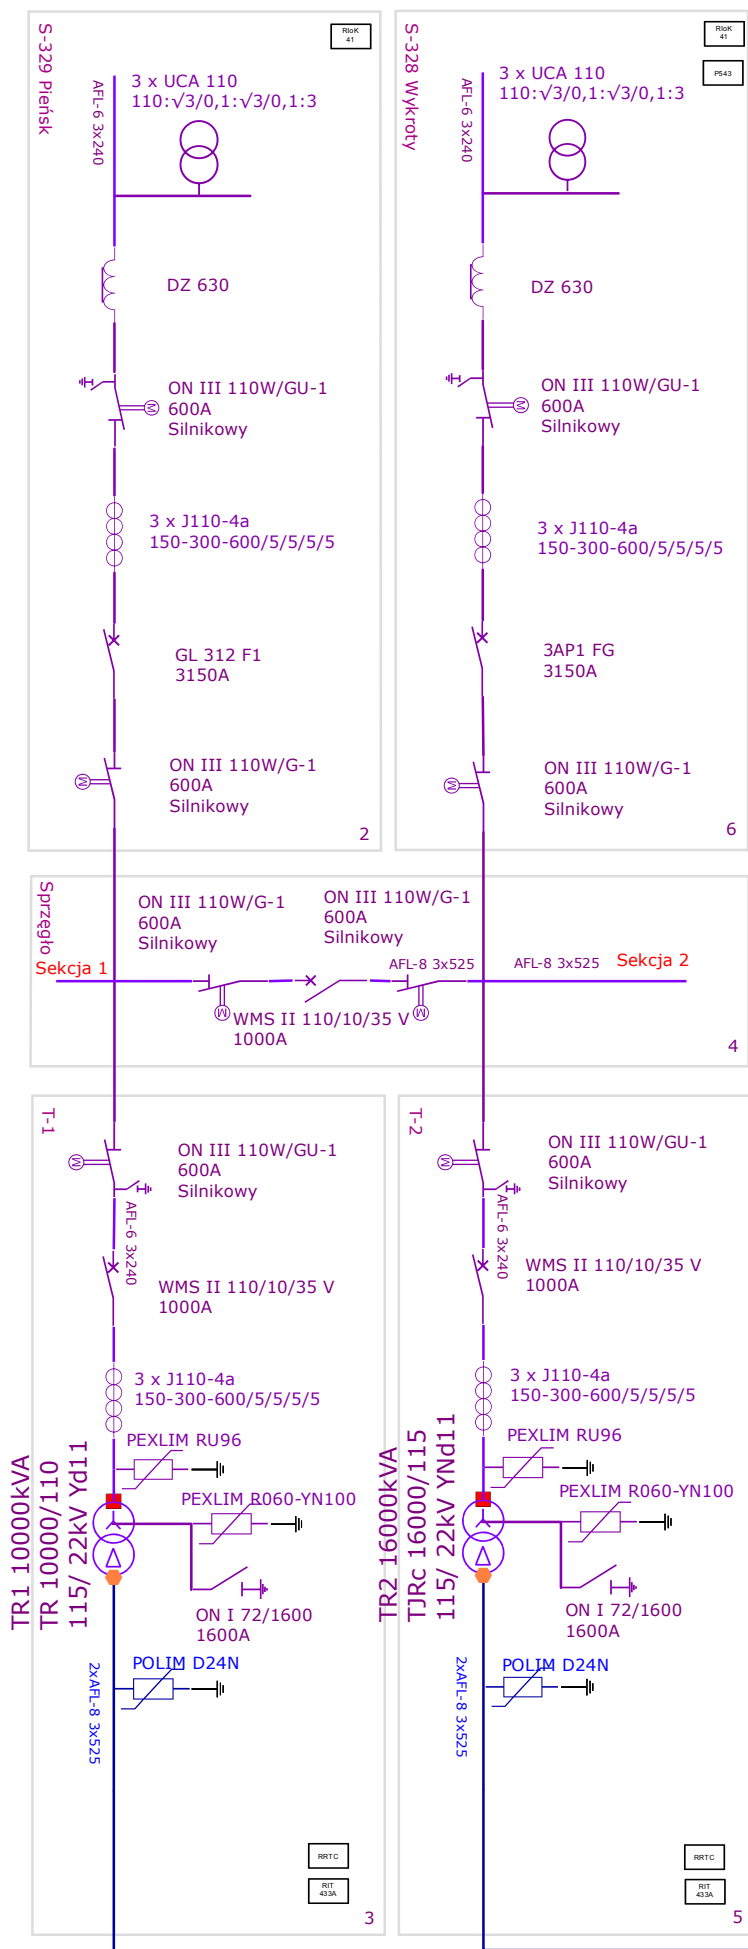 S-329 Pieńsk
RIoK
41
AFL-6 3x240
3 x UCA 110
110:√3/0,1:√3/0,1:3
DZ 630
ON III 110W/GU-1
600A
Silnikowy
M
3 x J110-4a
150-300-600/5/5/5/5
GL 312 F1
3150A
ON III 110W/G-1
600A
Silnikowy
M
2
S-328 Wykroty
RIoK
41
P543
AFL-6 3x240
3 x UCA 110
110:√3/0,1:√3/0,1:3
DZ 630
ON III 110W/GU-1
600A
Silnikowy
M
3 x J110-4a
150-300-600/5/5/5/5
3AP1 FG
3150A
ON III 110W/G-1
600A
Silnikowy
M
6
Sprzęgło
ON III 110W/G-1
600A
Silnikowy
ON III 110W/G-1
600A
Silnikowy
Sekcja 1
AFL-8 3x525
AFL-8 3x525
Sekcja 2
M
WMS II 110/10/35 V
1000A
M
4
T-1
ON III 110W/GU-1
600A
Silnikowy
M
AFL-6 3x240
WMS II 110/10/35 V
1000A
3 x J110-4a
150-300-600/5/5/5/5
PEXLIM RU96
PEXLIM R060-YN100
TR1 10000kVA
TR 10000/110
115/ 22kV Yd11
ON I 72/1600
1600A
POLIM D24N
2xAFL-8 3x525
RRTC
RIT
433A
3
T-2
ON III 110W/GU-1
600A
Silnikowy
M
AFL-6 3x240
WMS II 110/10/35 V
1000A
3 x J110-4a
150-300-600/5/5/5/5
PEXLIM RU96
PEXLIM R060-YN100
TR2 16000kVA
TJRc 16000/115
115/ 22kV YNd11
ON I 72/1600
1600A
POLIM D24N
2xAFL-8 3x525
RRTC
RIT
433A
5